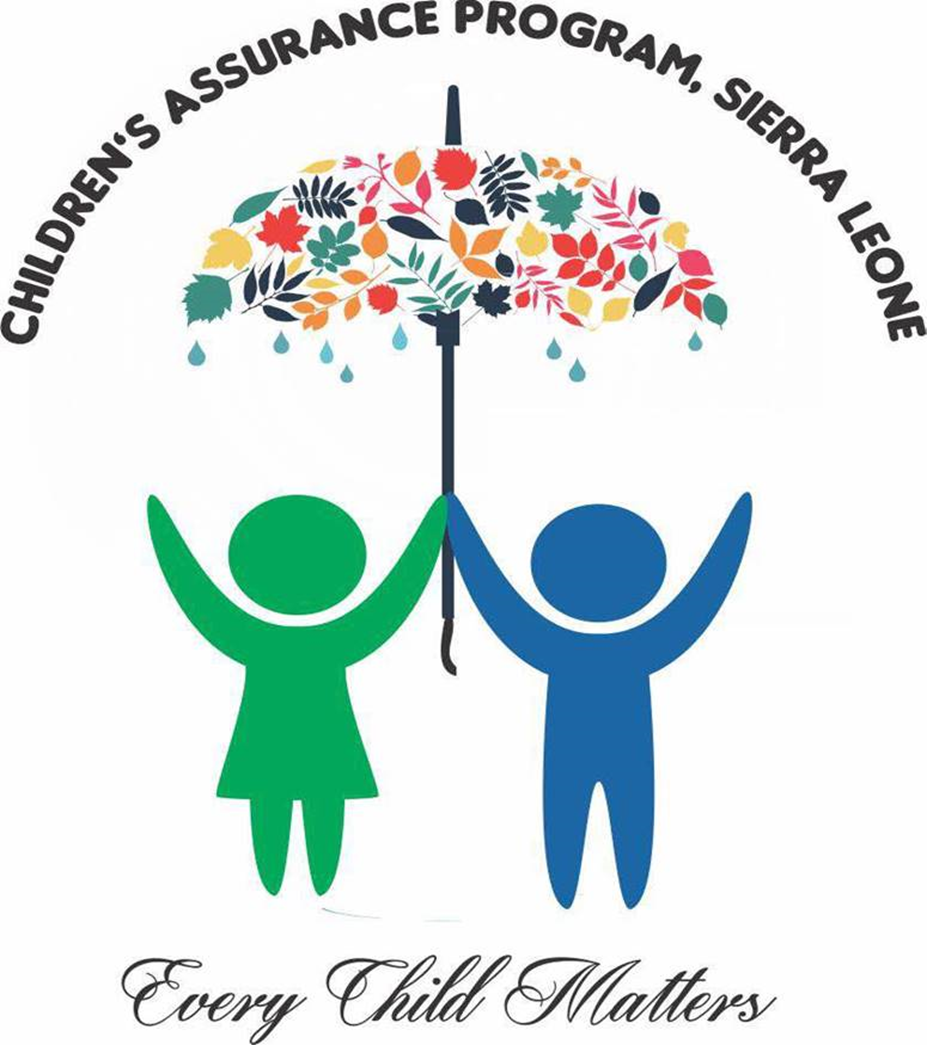 CHILDREN‘S ASSURANCE PROGRAM, SIERRA LEONE
Every Child Matters